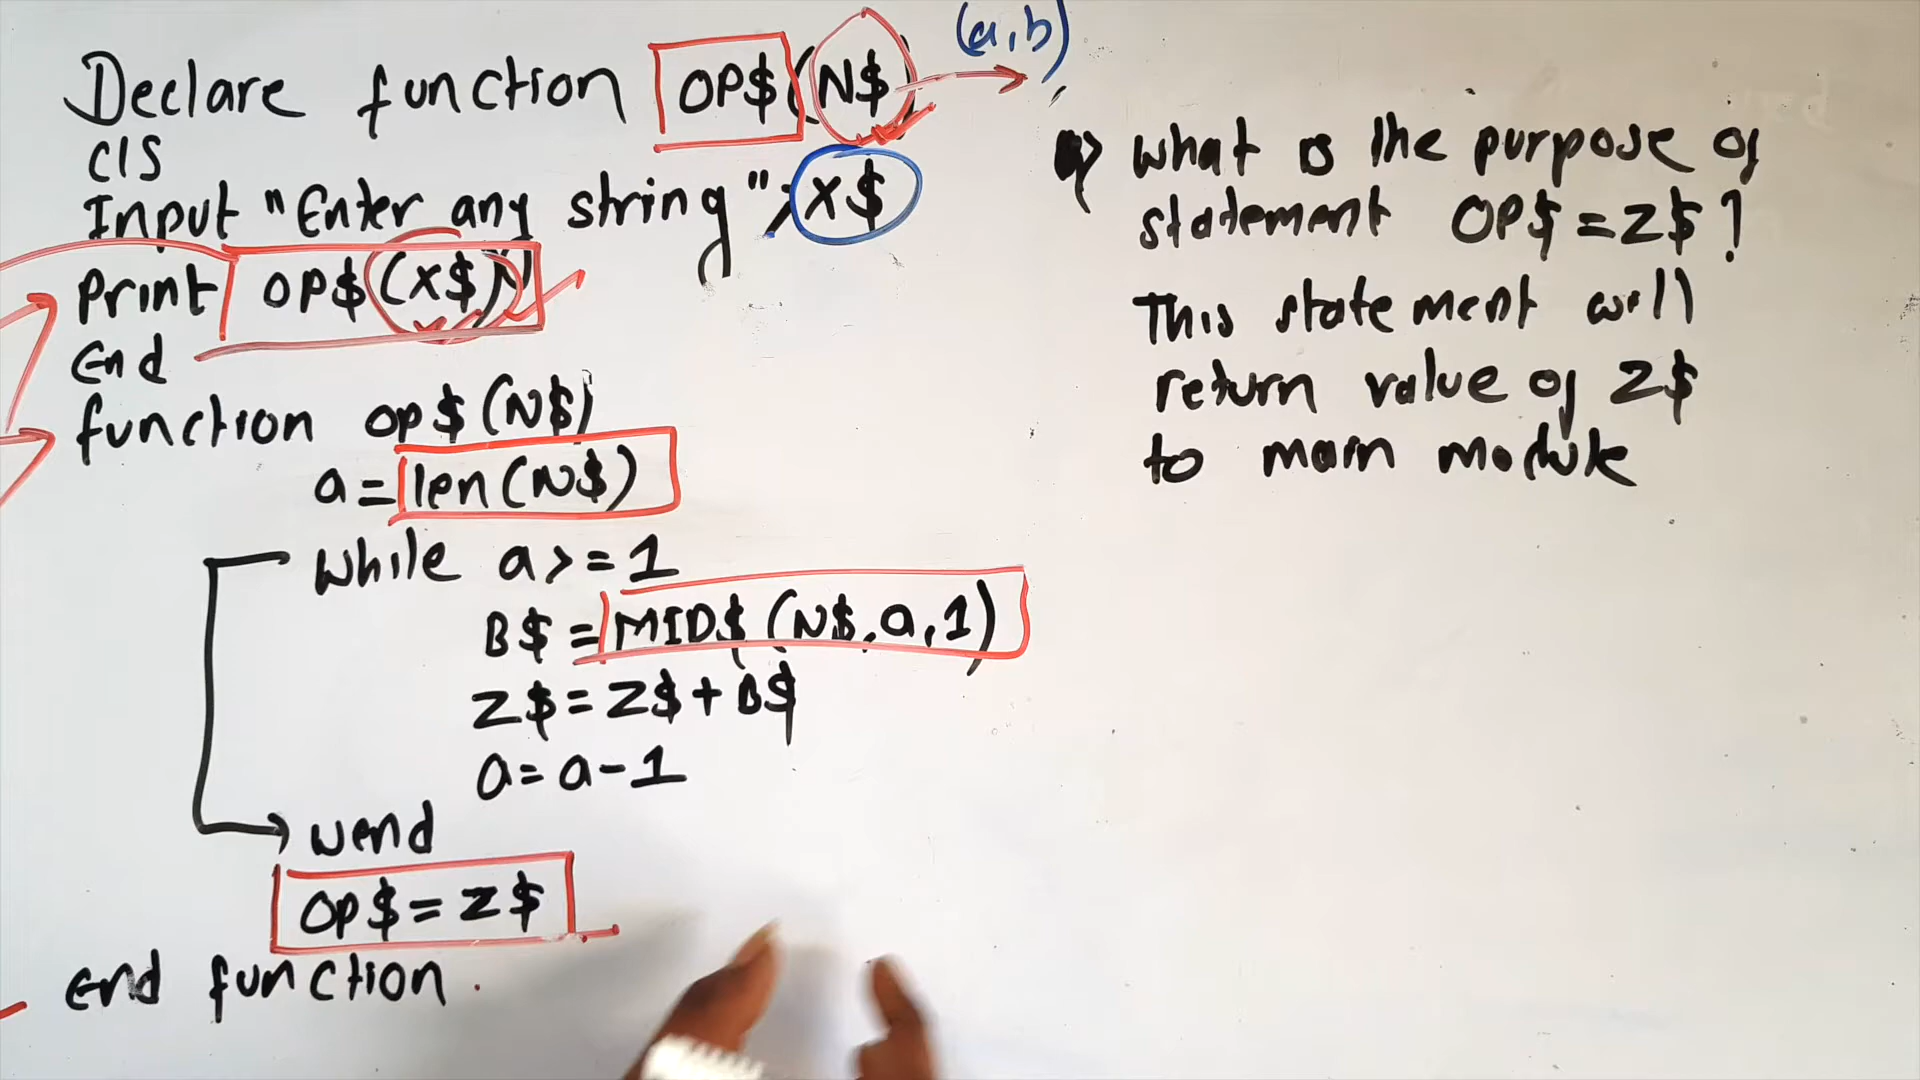 Declare function OP$(N$)
(a,b)
ClS
Input "Enter any string"; X$
Print OP$(X$)
End
function OP$(N$)
a = len(N$)
while a >= 1
B$ = MID$(N$, a, 1)
Z$ = Z$ + B$
a = a - 1
wend
OP$ = Z$
End function
What is the purpose of
statement OP$ = Z$ ?
This statement will
return value of Z$
to main module